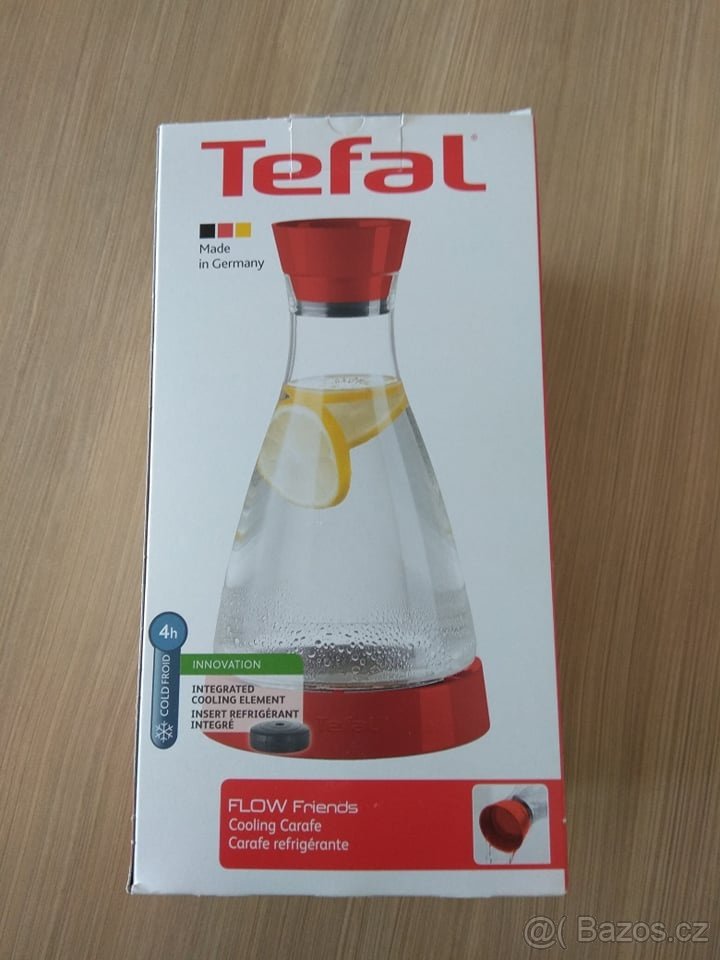 Tefal®
Made
in Germany
4h
COLD FROID
INNOVATION
INTEGRATED
COOLING ELEMENT
INSERT REFRIGÉRANT
INTEGRÉ
Tefal
FLOW Friends
Cooling Carafe
Carafe refrigérante
@( Bazos.cz